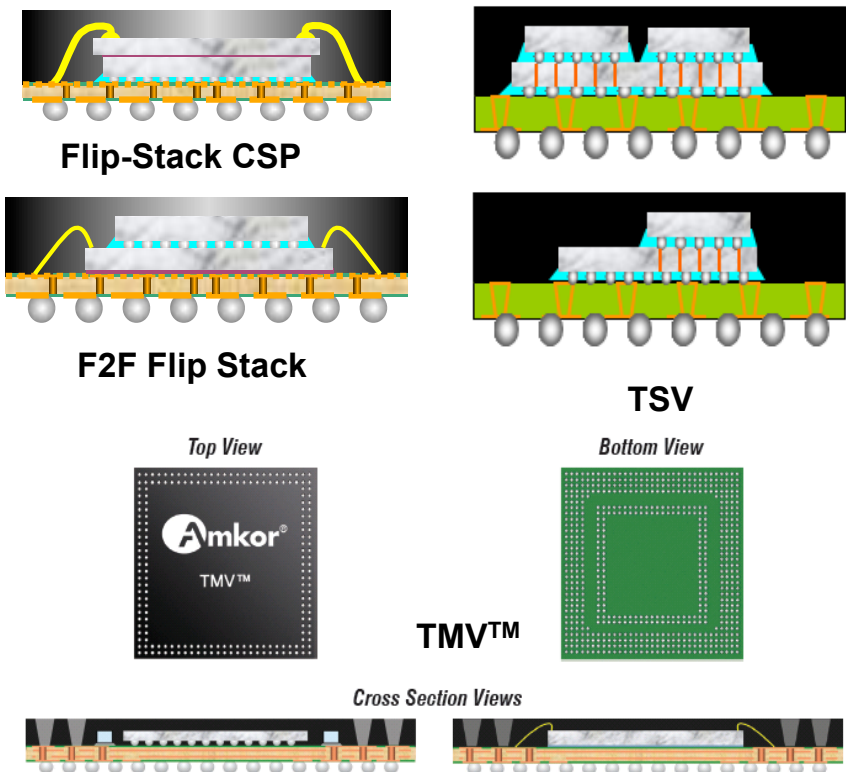 Flip-Stack CSP
F2F Flip Stack
TSV
Top View
Bottom View
Amkor®
TMV™
TMV™
Cross Section Views